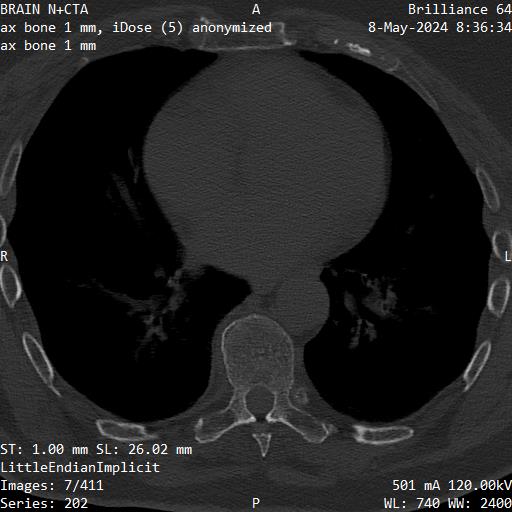 BRAIN N+CTA
ax bone 1 mm, iDose (5) anonymized
ax bone 1 mm
A
Brilliance 64
8-May-2024 8:36:34
R
L
ST: 1.00 mm SL: 26.02 mm
LittleEndianImplicit
Images: 7/411
Series: 202
P
501 mA 120.00kV
WL: 740 WW: 2400